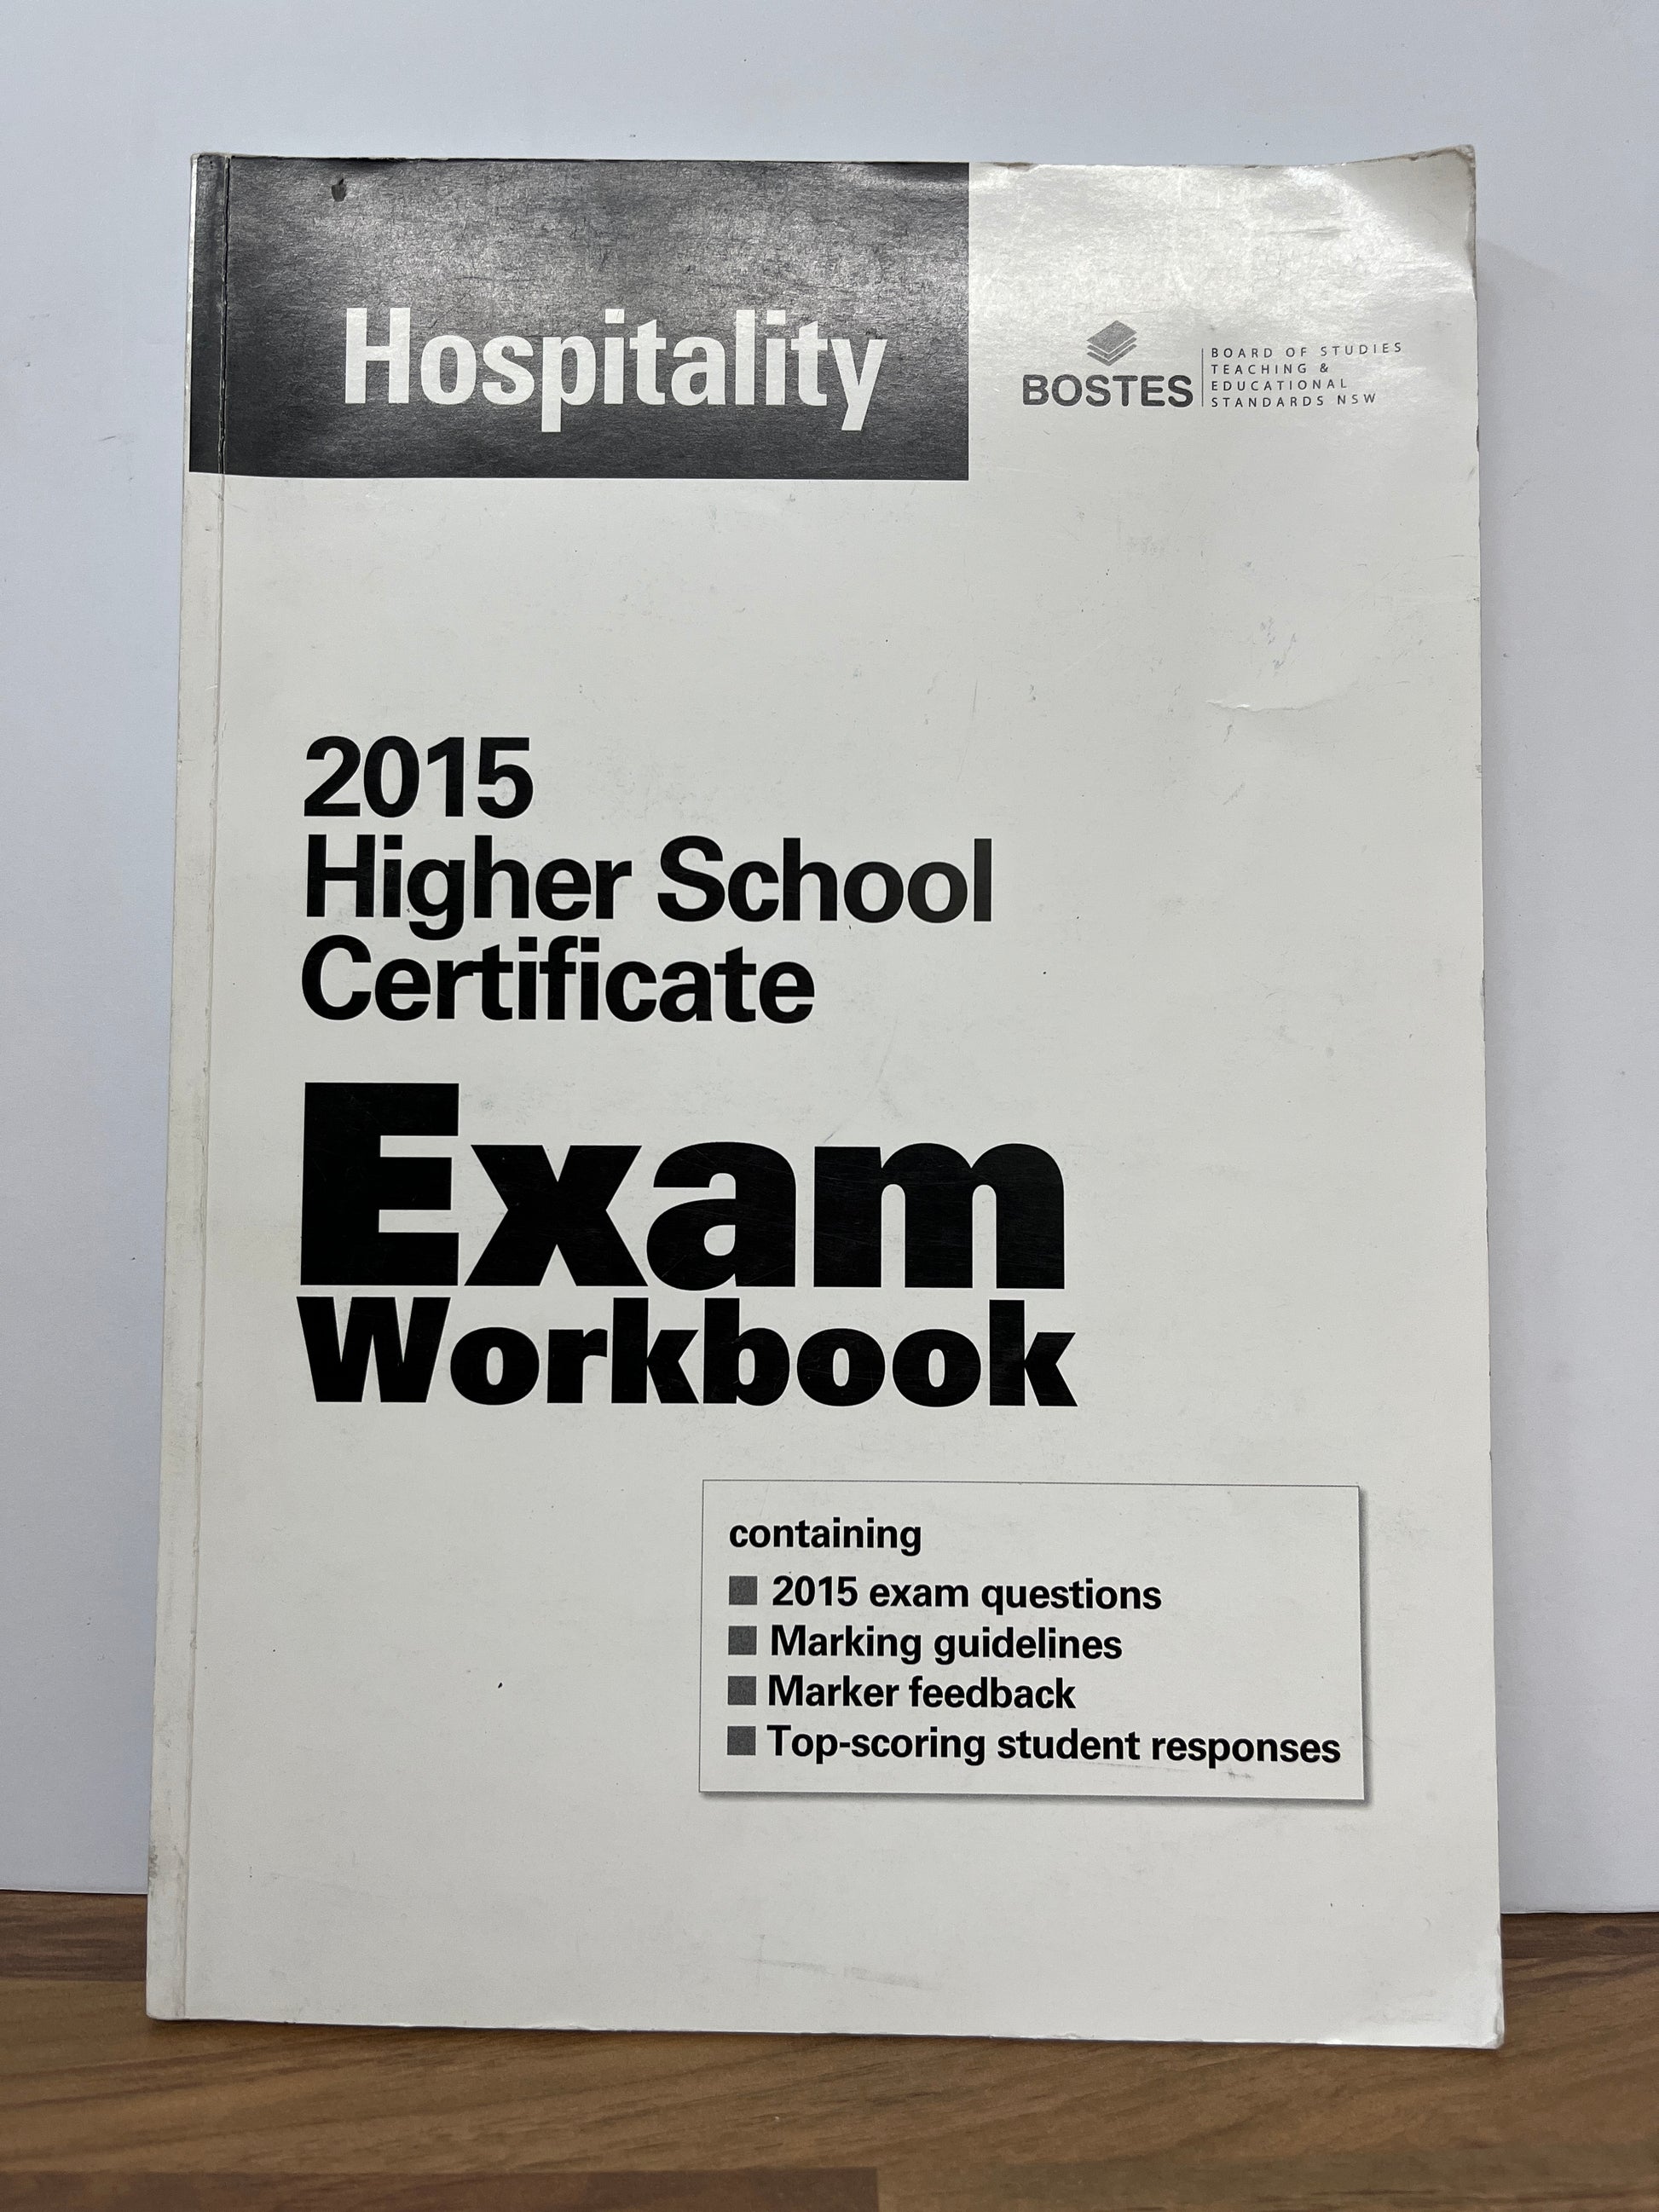 Hospitality
BOSTES
BOARD OF STUDIES
TEACHING &
EDUCATIONAL
STANDARDS NSW
2015
Higher School
Certificate
Exam
Workbook
containing
2015 exam questions
Marking guidelines
Marker feedback
Top-scoring student responses